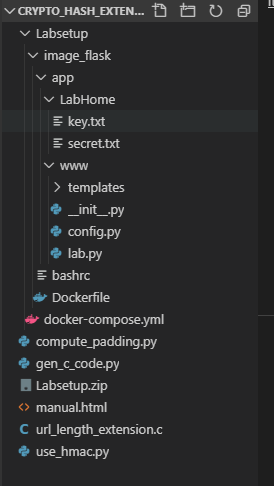 CRYPTO_HASH_EXTEN...
Labsetup
image_flask
app
LabHome
key.txt
secret.txt
www
templates
__init__.py
config.py
lab.py
bashrc
Dockerfile
docker-compose.yml
compute_padding.py
gen_c_code.py
Labsetup.zip
manual.html
url_length_extension.c
use_hmac.py